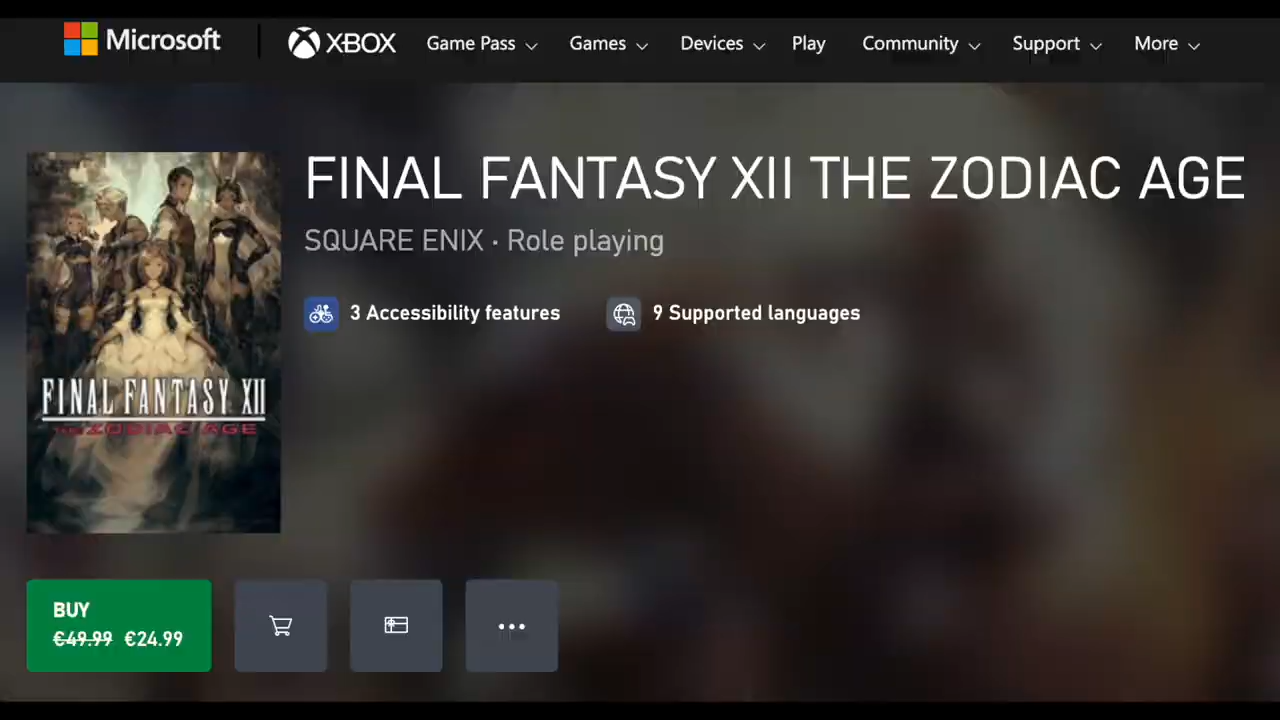 Microsoft XBOX Game Pass Games Devices Play Community Support More
FINAL FANTASY XII THE ZODIAC AGE
SQUARE ENIX · Role playing
3 Accessibility features 9 Supported languages
FINAL FANTASY XII
THE ZODIAC AGE
BUY
€49.99 €24.99